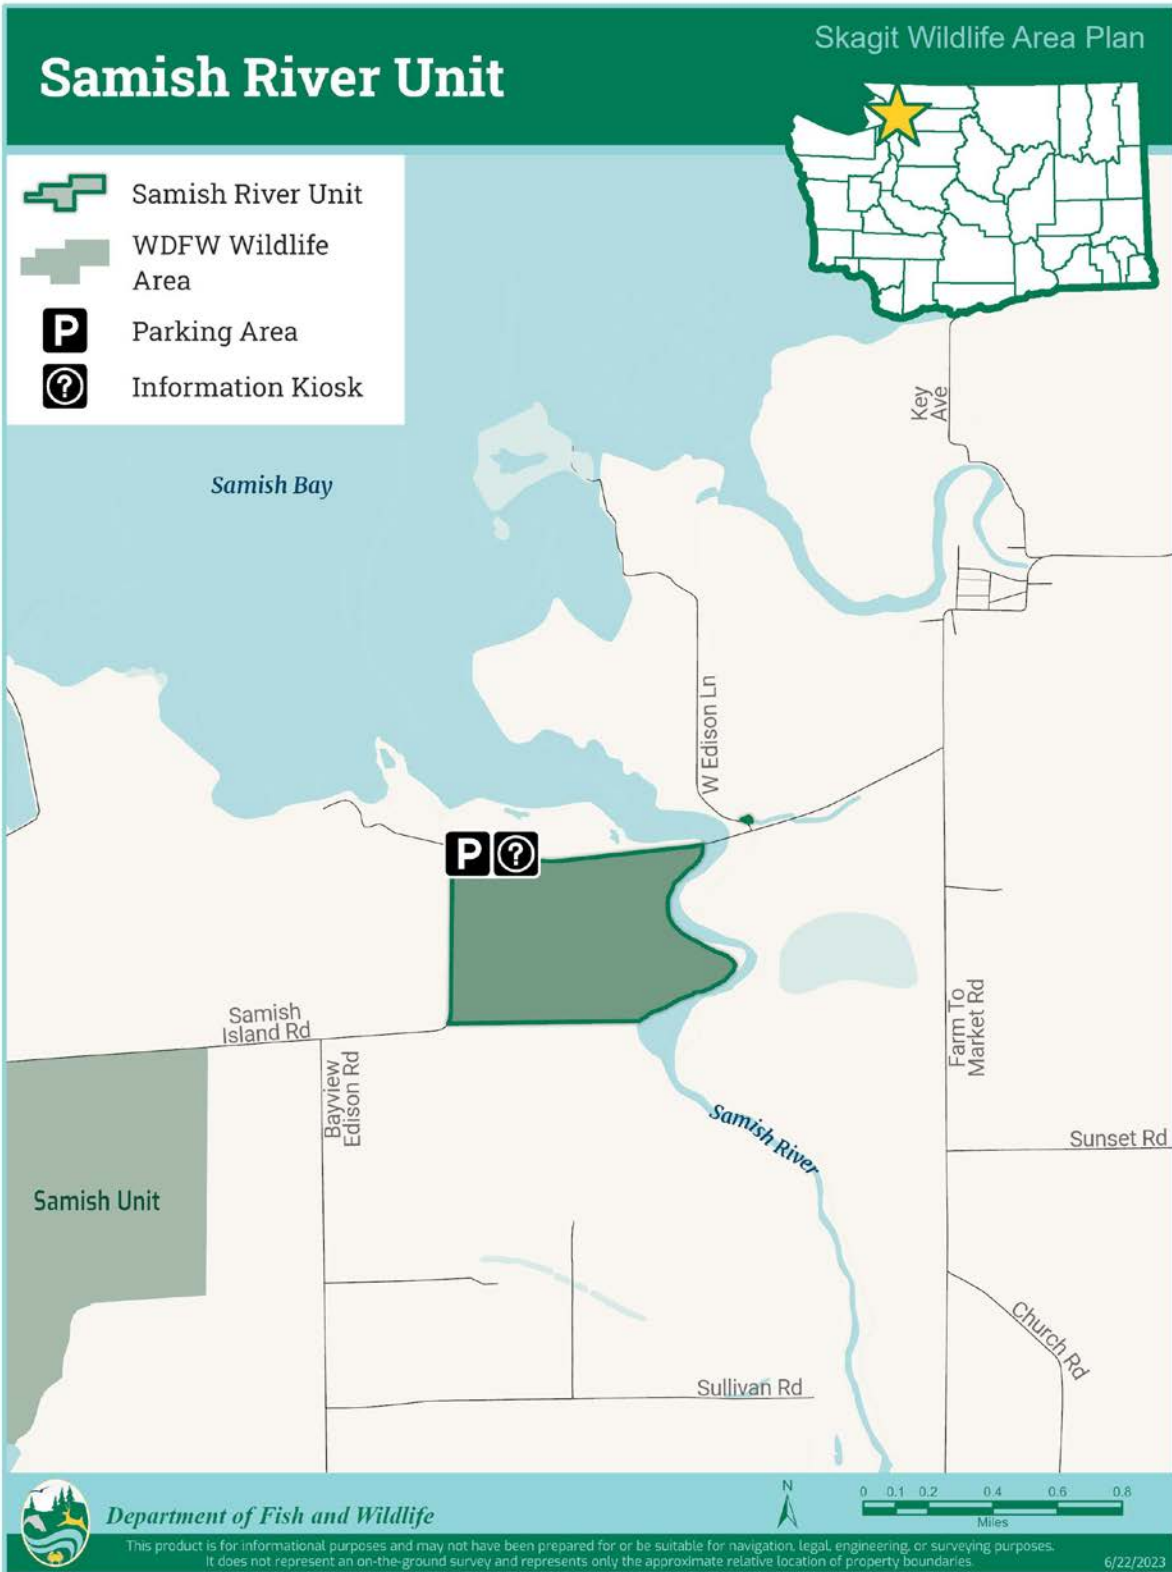 Skagit Wildlife Area Plan
Samish River Unit
Samish River Unit
WDFW Wildlife
Area
P
Parking Area
?
Information Kiosk
Key
Ave
Samish Bay
W Edison Ln
P
?
Samish
Island Rd
Farm To
Market Rd
Bayview
Edison Rd
Samish River
Sunset Rd
Samish Unit
Church Rd
Sullivan Rd
Department of Fish and Wildlife
N
0 0.1 0.2 0.4 0.6 0.8
Miles
This product is for informational purposes and may not have been prepared for or be suitable for navigation, legal, engineering, or surveying purposes.
It does not represent an on-the-ground survey and represents only the approximate relative location of property boundaries.
6/22/2023